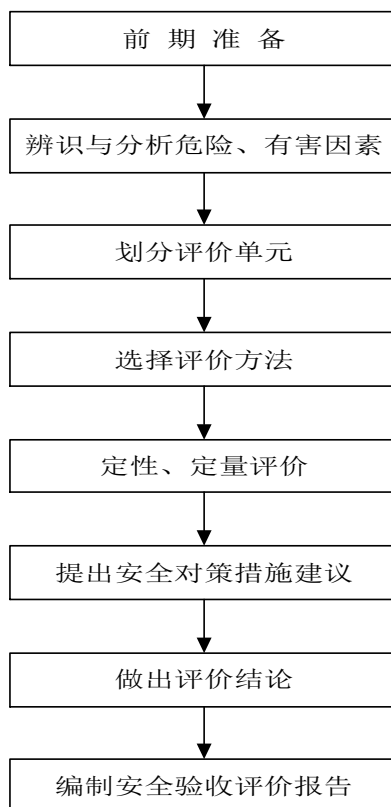 前 期 准 备
辨识与分析危险、有害因素
划分评价单元
选择评价方法
定性、定量评价
提出安全对策措施建议
做出评价结论
编制安全验收评价报告